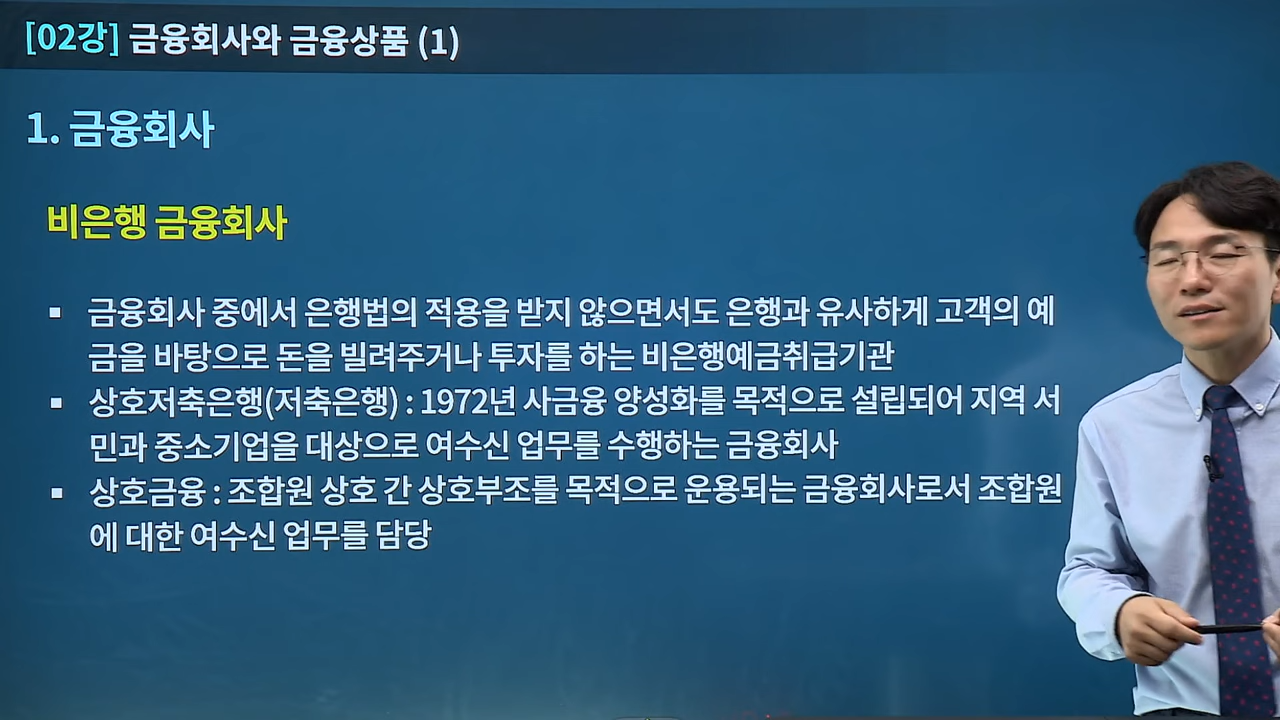 [02강] 금융회사와 금융상품 (1)
1. 금융회사
비은행 금융회사
▪ 금융회사 중에서 은행법의 적용을 받지 않으면서도 은행과 유사하게 고객의 예
금을 바탕으로 돈을 빌려주거나 투자를 하는 비은행예금취급기관
▪ 상호저축은행(저축은행) : 1972년 사금융 양성화를 목적으로 설립되어 지역 서
민과 중소기업을 대상으로 여수신 업무를 수행하는 금융회사
▪ 상호금융 : 조합원 상호 간 상호부조를 목적으로 운용되는 금융회사로서 조합원
에 대한 여수신 업무를 담당